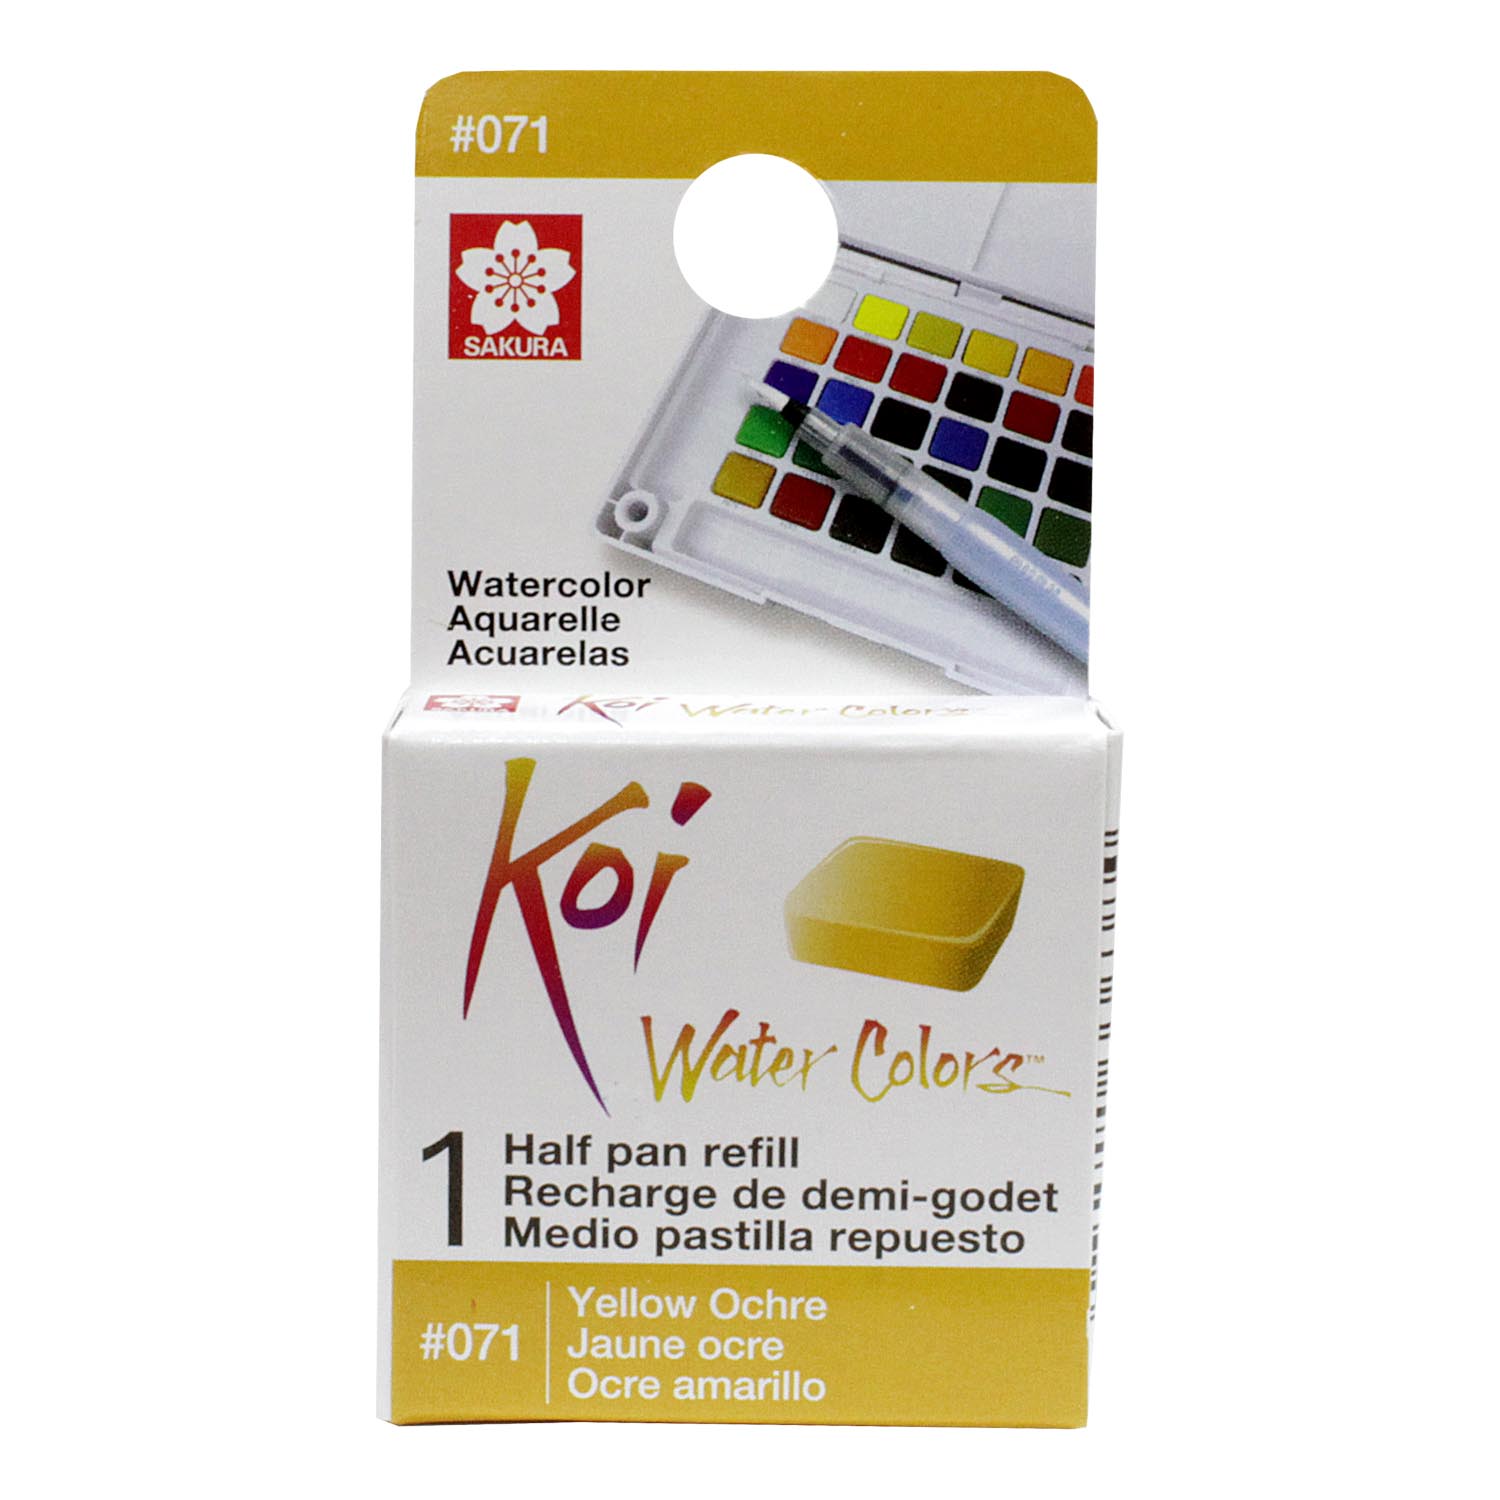 #071
SAKURA
Watercolor
Aquarelle
Acuarelas
SAKURA
Koi Water Colors
Koi
Water Colors™
1
Half pan refill
Recharge de demi-godet
Medio pastilla repuesto
#071
Yellow Ochre
Jaune ocre
Ocre amarillo